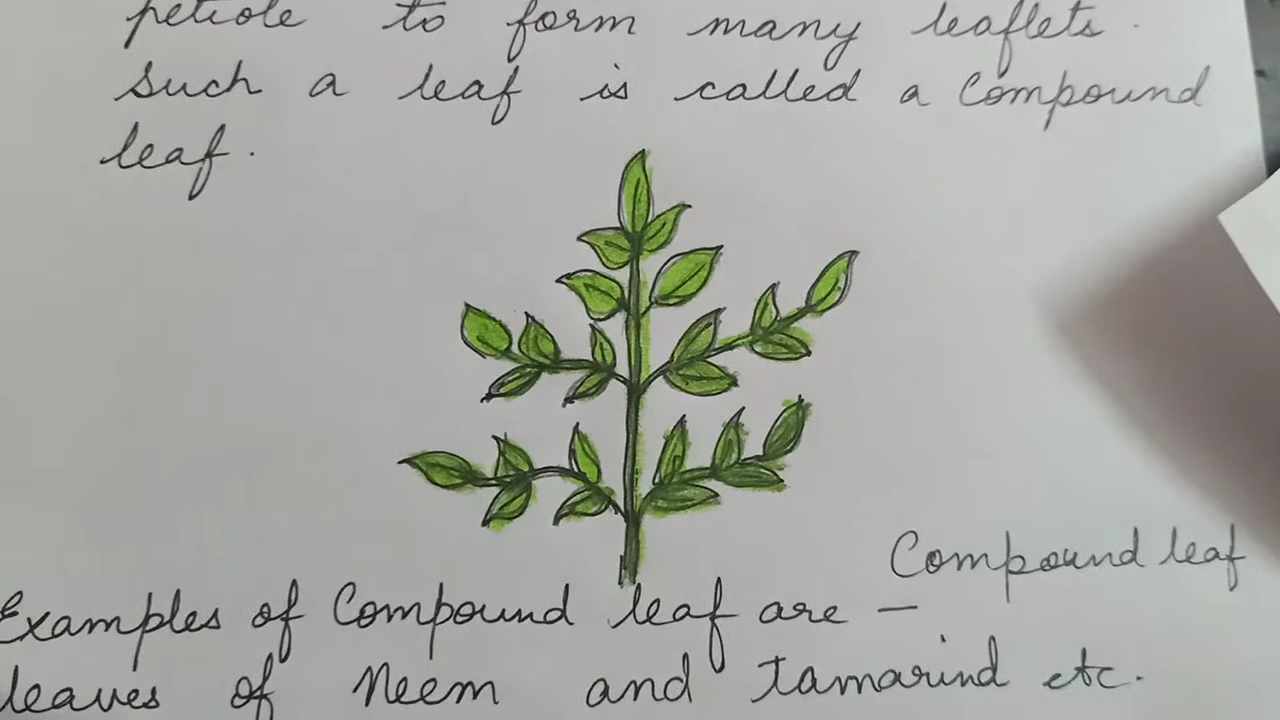 petiole to form many leaflets.
Such a leaf is called a Compound
leaf.
Compound leaf
Examples of Compound leaf are —
leaves of Neem and Tamarind etc.